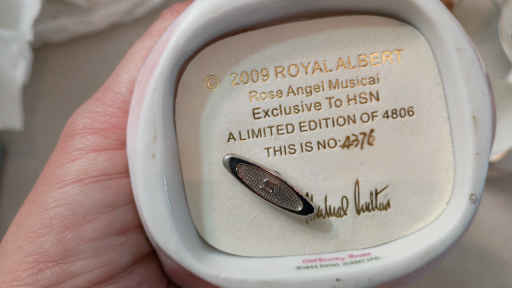 © 2009 ROYAL ALBERT
Rose Angel Musical
Exclusive To HSN
A LIMITED EDITION OF 4806
THIS IS NO. 4376